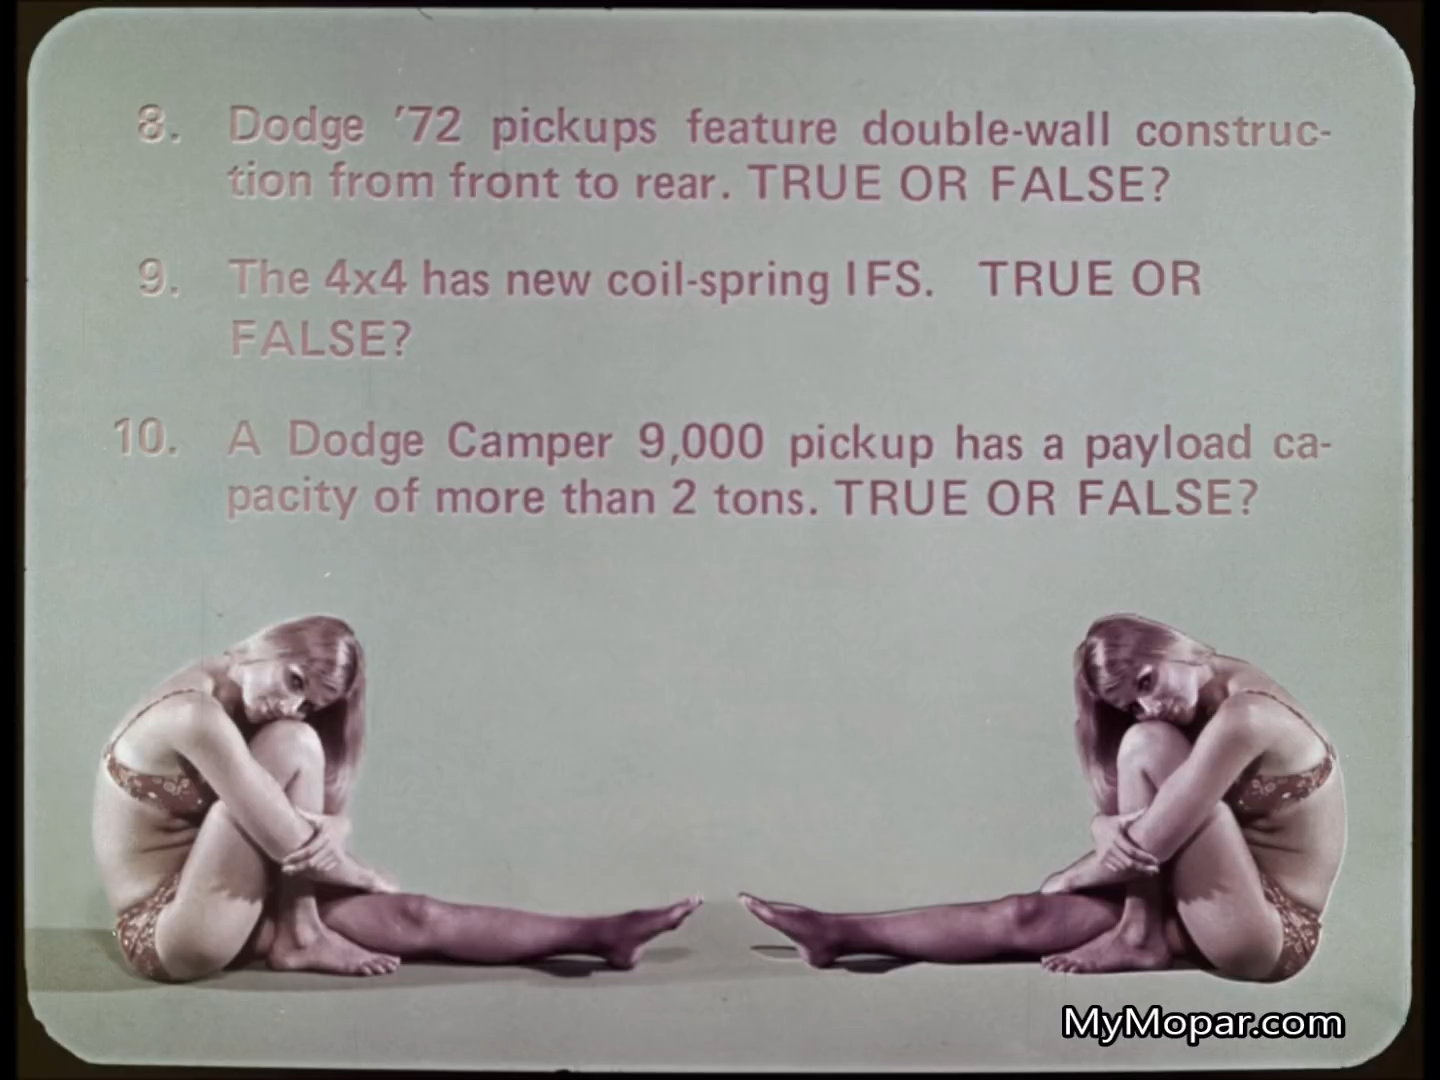 8. Dodge '72 pickups feature double-wall construc-
tion from front to rear. TRUE OR FALSE?
9. The 4x4 has new coil-spring IFS. TRUE OR
FALSE?
10. A Dodge Camper 9,000 pickup has a payload ca-
pacity of more than 2 tons. TRUE OR FALSE?
MyMopar.com